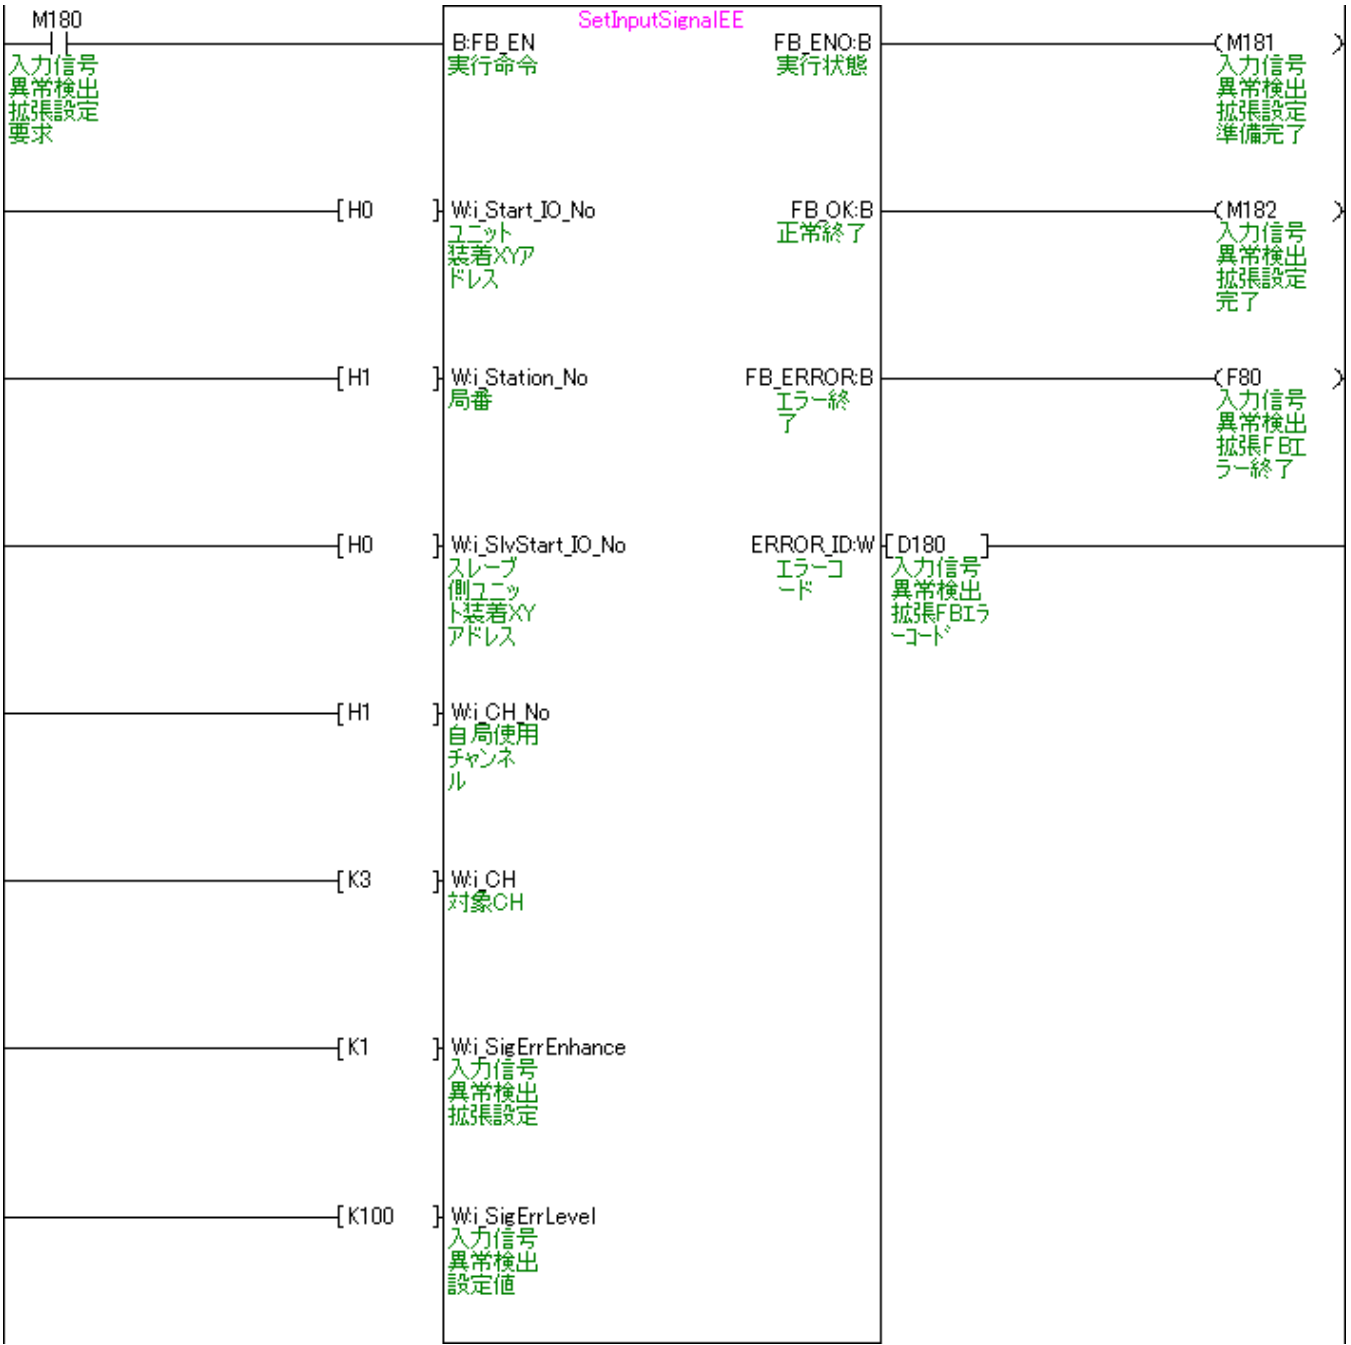 SetInputSignalEE
M180
入力信号
異常検出
拡張設定
要求
B:FB_EN
実行命令
FB_ENO:B
実行状態
M181
入力信号
異常検出
拡張設定
準備完了
H0
W:i_Start_IO_No
ユニット
装着XYア
ドレス
FB_OK:B
正常終了
M182
入力信号
異常検出
拡張設定
完了
H1
W:i_Station_No
局番
FB_ERROR:B
エラー終
了
F80
入力信号
異常検出
拡張FBエ
ラー終了
H0
W:i_SlvStart_IO_No
スレーブ
側ユニッ
ト装着XY
アドレス
ERROR_ID:W
エラーコ
ード
D180
入力信号
異常検出
拡張FBエラ
ーコード
H1
W:i_CH_No
自局使用
チャンネ
ル
K3
W:i_CH
対象CH
K1
W:i_SigErrEnhance
入力信号
異常検出
拡張設定
K100
W:i_SigErrLevel
入力信号
異常検出
設定値